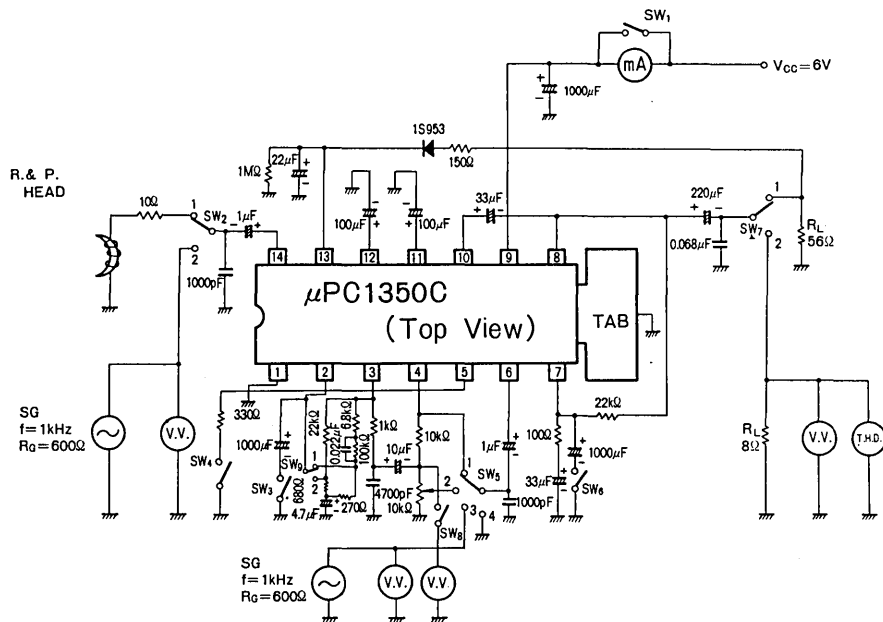 SW1
mA
VCC=6V
1000μF
1S953
150Ω
22μF
1MΩ
R.& P.
HEAD
10Ω
1
SW2
2
1μF
1000pF
100μF
100μF
33μF
220μF
0.068μF
1
SW7
2
RL
56Ω
14
13
12
11
10
9
8
μPC1350C
(Top View)
TAB
1
2
3
4
5
6
7
SG
f=1kHz
RG=600Ω
V.V.
330Ω
SW4
1000μF
SW3
SW9
1
2
680Ω
22kΩ
0.022μF
6.8kΩ
100kΩ
4.7μF
270Ω
1kΩ
10μF
4700pF
10kΩ
10kΩ
SW8
1
2
3
4
SW5
1μF
1000pF
100Ω
33μF
1000μF
SW6
22kΩ
RL
8Ω
V.V.
T.H.D.
SG
f=1kHz
RG=600Ω
V.V.
V.V.